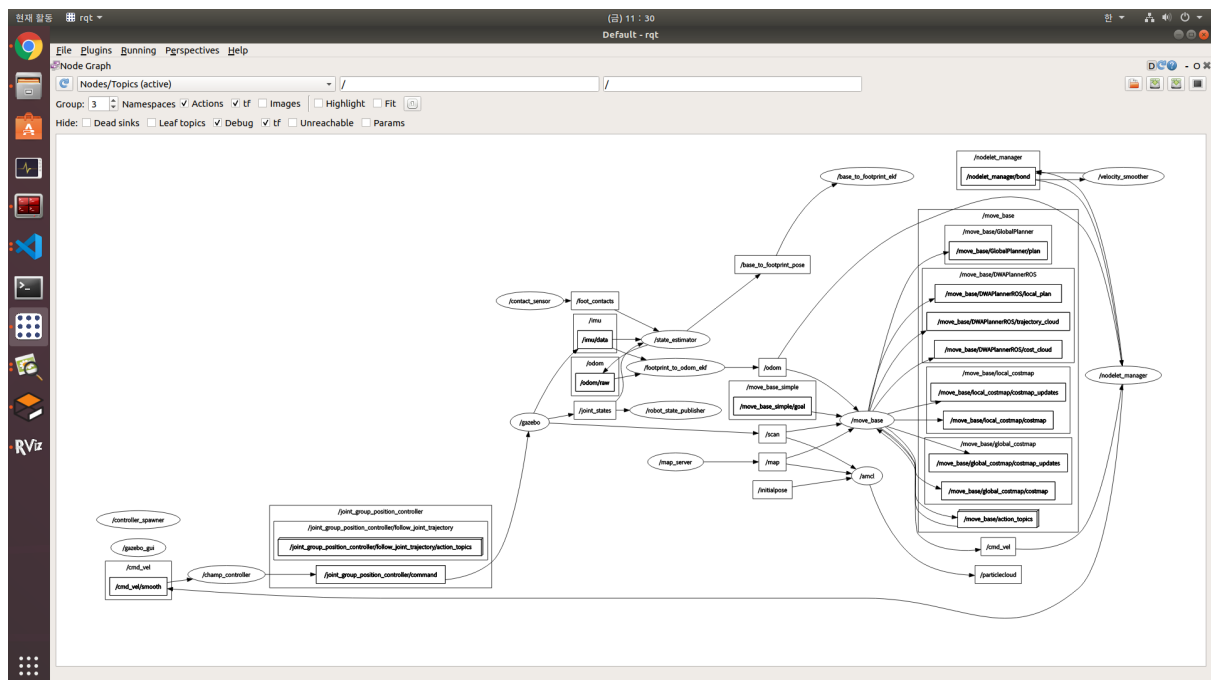 현재 활동
rqt
(금) 11 : 30
한
Default - rqt
File Plugins Running Perspectives Help
Node Graph
D
- O
Nodes/Topics (active)
/
/
Group: 3 Namespaces Actions tf Images Highlight Fit
Hide: Dead sinks Leaf topics Debug tf Unreachable Params
/nodelet_manager
/nodelet_manager/bond
/velocity_smoother
/base_to_footprint_ekf
/move_base
/move_base/GlobalPlanner
/move_base/GlobalPlanner/plan
/base_to_footprint_pose
/move_base/DWAPlannerROS
/move_base/DWAPlannerROS/local_plan
/contact_sensor
/foot_contacts
/imu
/move_base/DWAPlannerROS/trajectory_cloud
/imu/data
/state_estimator
/move_base/DWAPlannerROS/cost_cloud
/odom
/footprint_to_odom_ekf
/odom
/odom/raw
/move_base/local_costmap
/nodelet_manager
/move_base_simple
/move_base/local_costmap/costmap_updates
/move_base_simple/goal
/joint_states
/robot_state_publisher
/gazebo
/move_base
/move_base/local_costmap/costmap
/scan
/move_base/global_costmap
/map_server
/map
/move_base/global_costmap/costmap_updates
/amcl
/initialpose
/move_base/global_costmap/costmap
/move_base/action_topics
/joint_group_position_controller
/controller_spawner
/joint_group_position_controller/follow_joint_trajectory
/gazebo_gui
/joint_group_position_controller/follow_joint_trajectory/action_topics
/cmd_vel
/cmd_vel
/champ_controller
/joint_group_position_controller/command
/particlecloud
/cmd_vel/smooth
RViz